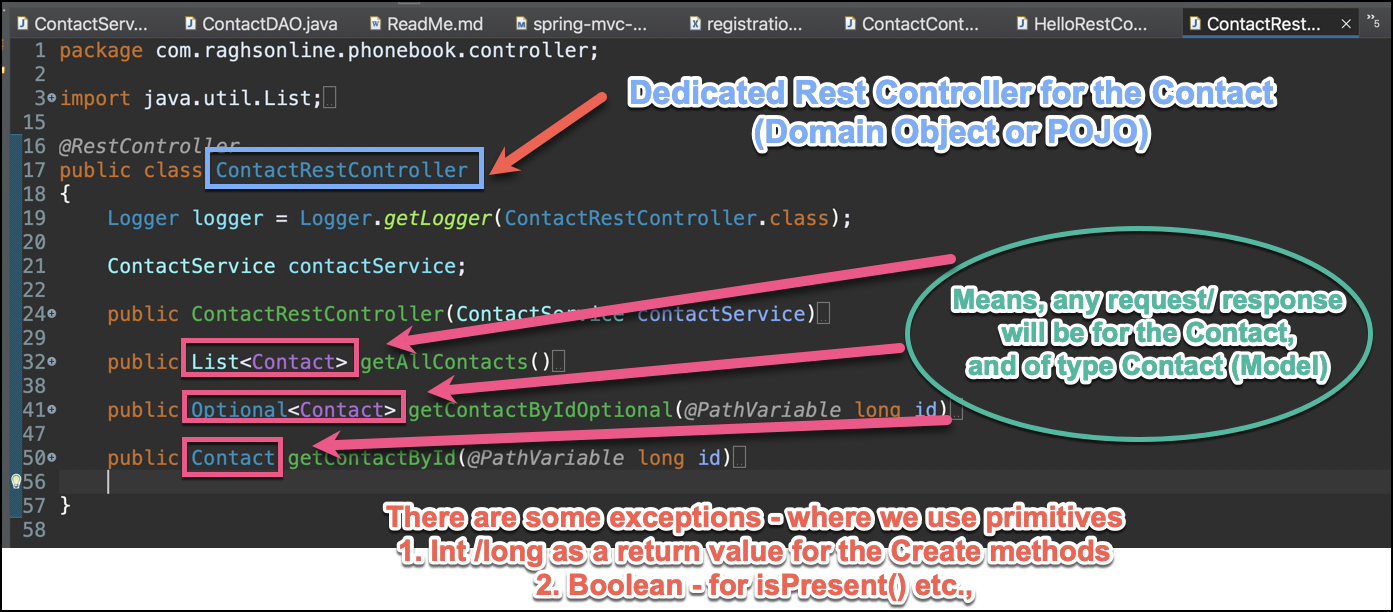 ContactServ... ContactDAO.java ReadMe.md spring-mvc-... registratio... ContactCont... HelloRestCo... ContactRest... 5
1 package com.raghsonline.phonebook.controller;
2
3 import java.util.List;
15
16 @RestController
17 public class ContactRestController
18 {
19 Logger logger = Logger.getLogger(ContactRestController.class);
20
21 ContactService contactService;
22
24 public ContactRestController(ContactService contactService)
29
32 public List<Contact> getAllContacts()
38
41 public Optional<Contact> getContactByIdOptional(@PathVariable long id)
47
50 public Contact getContactById(@PathVariable long id)
56
57 }
58
Dedicated Rest Controller for the Contact
(Domain Object or POJO)
Means, any request/ response
will be for the Contact,
and of type Contact (Model)
There are some exceptions - where we use primitives
1. Int /long as a return value for the Create methods
2. Boolean - for isPresent() etc.,